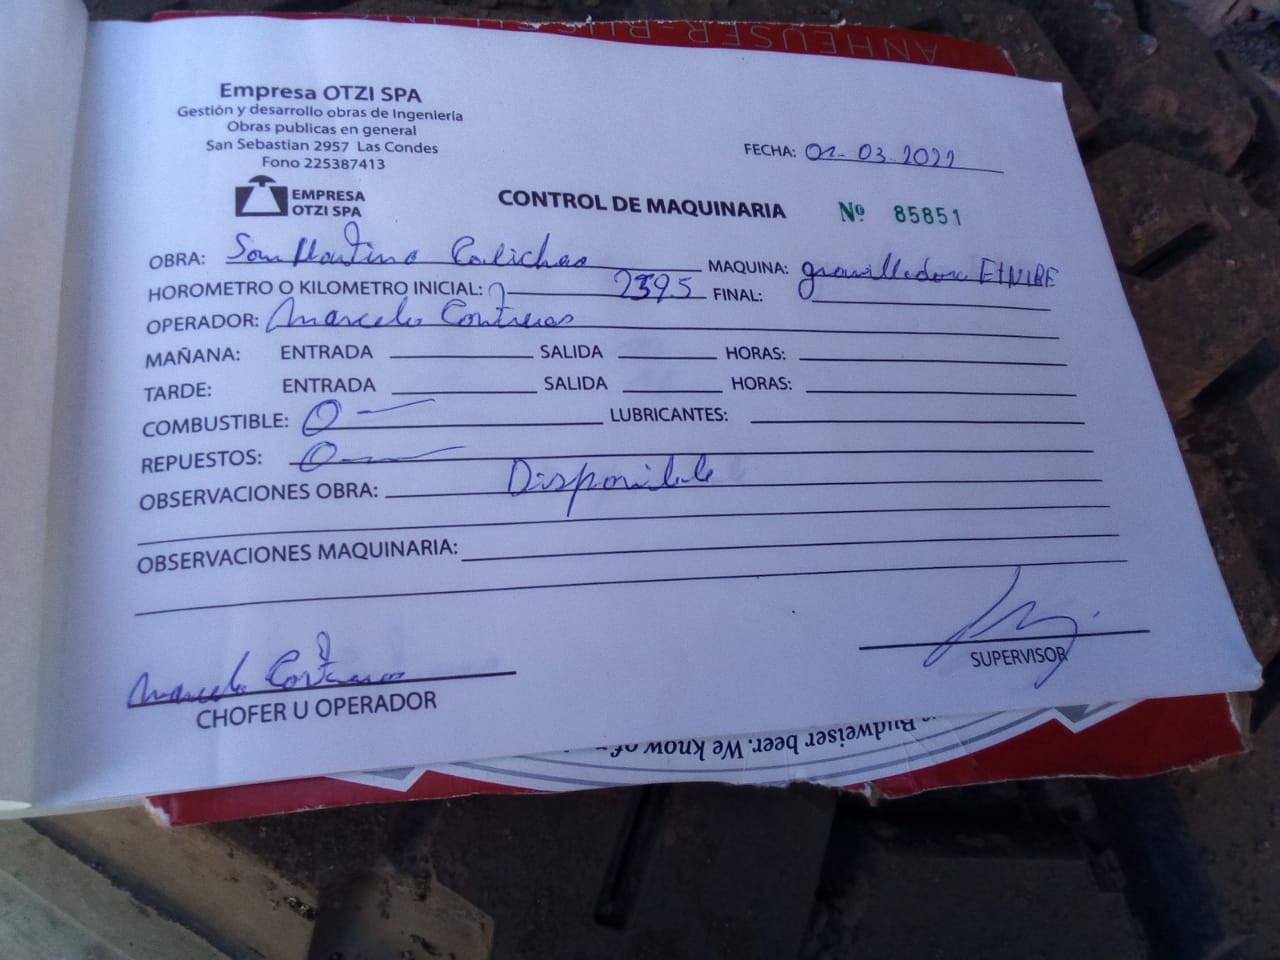 ANHEUSER-BUSCH, INC
Empresa OTZI SPA
Gestión y desarrollo obras de Ingeniería
Obras publicas en general
San Sebastian 2957 Las Condes
Fono 225387413
EMPRESA
OTZI SPA
FECHA: 01-03.2022
CONTROL DE MAQUINARIA Nº 85851
OBRA: San Martino Caliches MAQUINA: gravilladora ETNIRE
HOROMETRO O KILOMETRO INICIAL: 2395 FINAL:
OPERADOR: Marcelo Contreras
MAÑANA: ENTRADA SALIDA HORAS:
TARDE: ENTRADA SALIDA HORAS:
COMBUSTIBLE: 0 LUBRICANTES:
REPUESTOS: 0
OBSERVACIONES OBRA: Disponible
OBSERVACIONES MAQUINARIA:
Marcelo Contreras
CHOFER U OPERADOR
SUPERVISOR
Budweiser beer. We know of